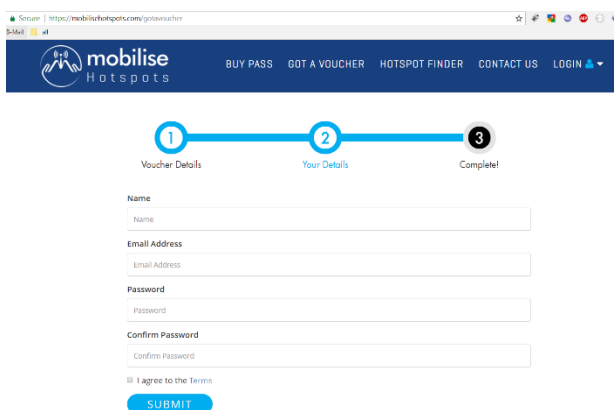 Secure | https://mobilisehotspots.com/gotavoucher
all
mobilise
Hotspots
BUY PASS GOT A VOUCHER HOTSPOT FINDER CONTACT US LOGIN
1 2 3
Voucher Details Your Details Complete!
Name
Name
Email Address
Email Address
Password
Password
Confirm Password
Confirm Password
I agree to the Terms
SUBMIT